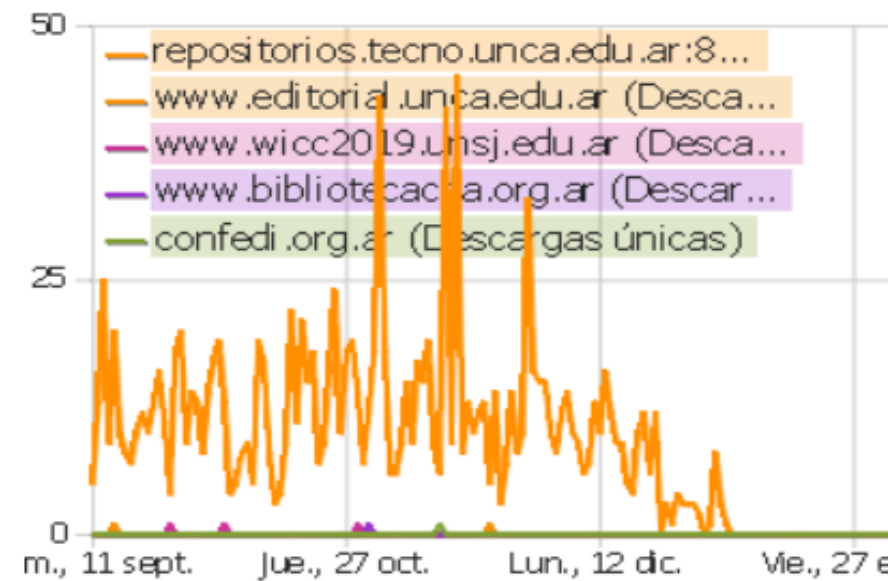 50
repositorios.tecno.unca.edu.ar:8...
www.editorial.unca.edu.ar (Desca...
www.wicc2019.unsj.edu.ar (Desca...
www.bibliotecacna.org.ar (Descar...
confedi.org.ar (Descargas únicas)
25
0
m., 11 sept. Jue., 27 oct. Lun., 12 dic. Vie., 27 e